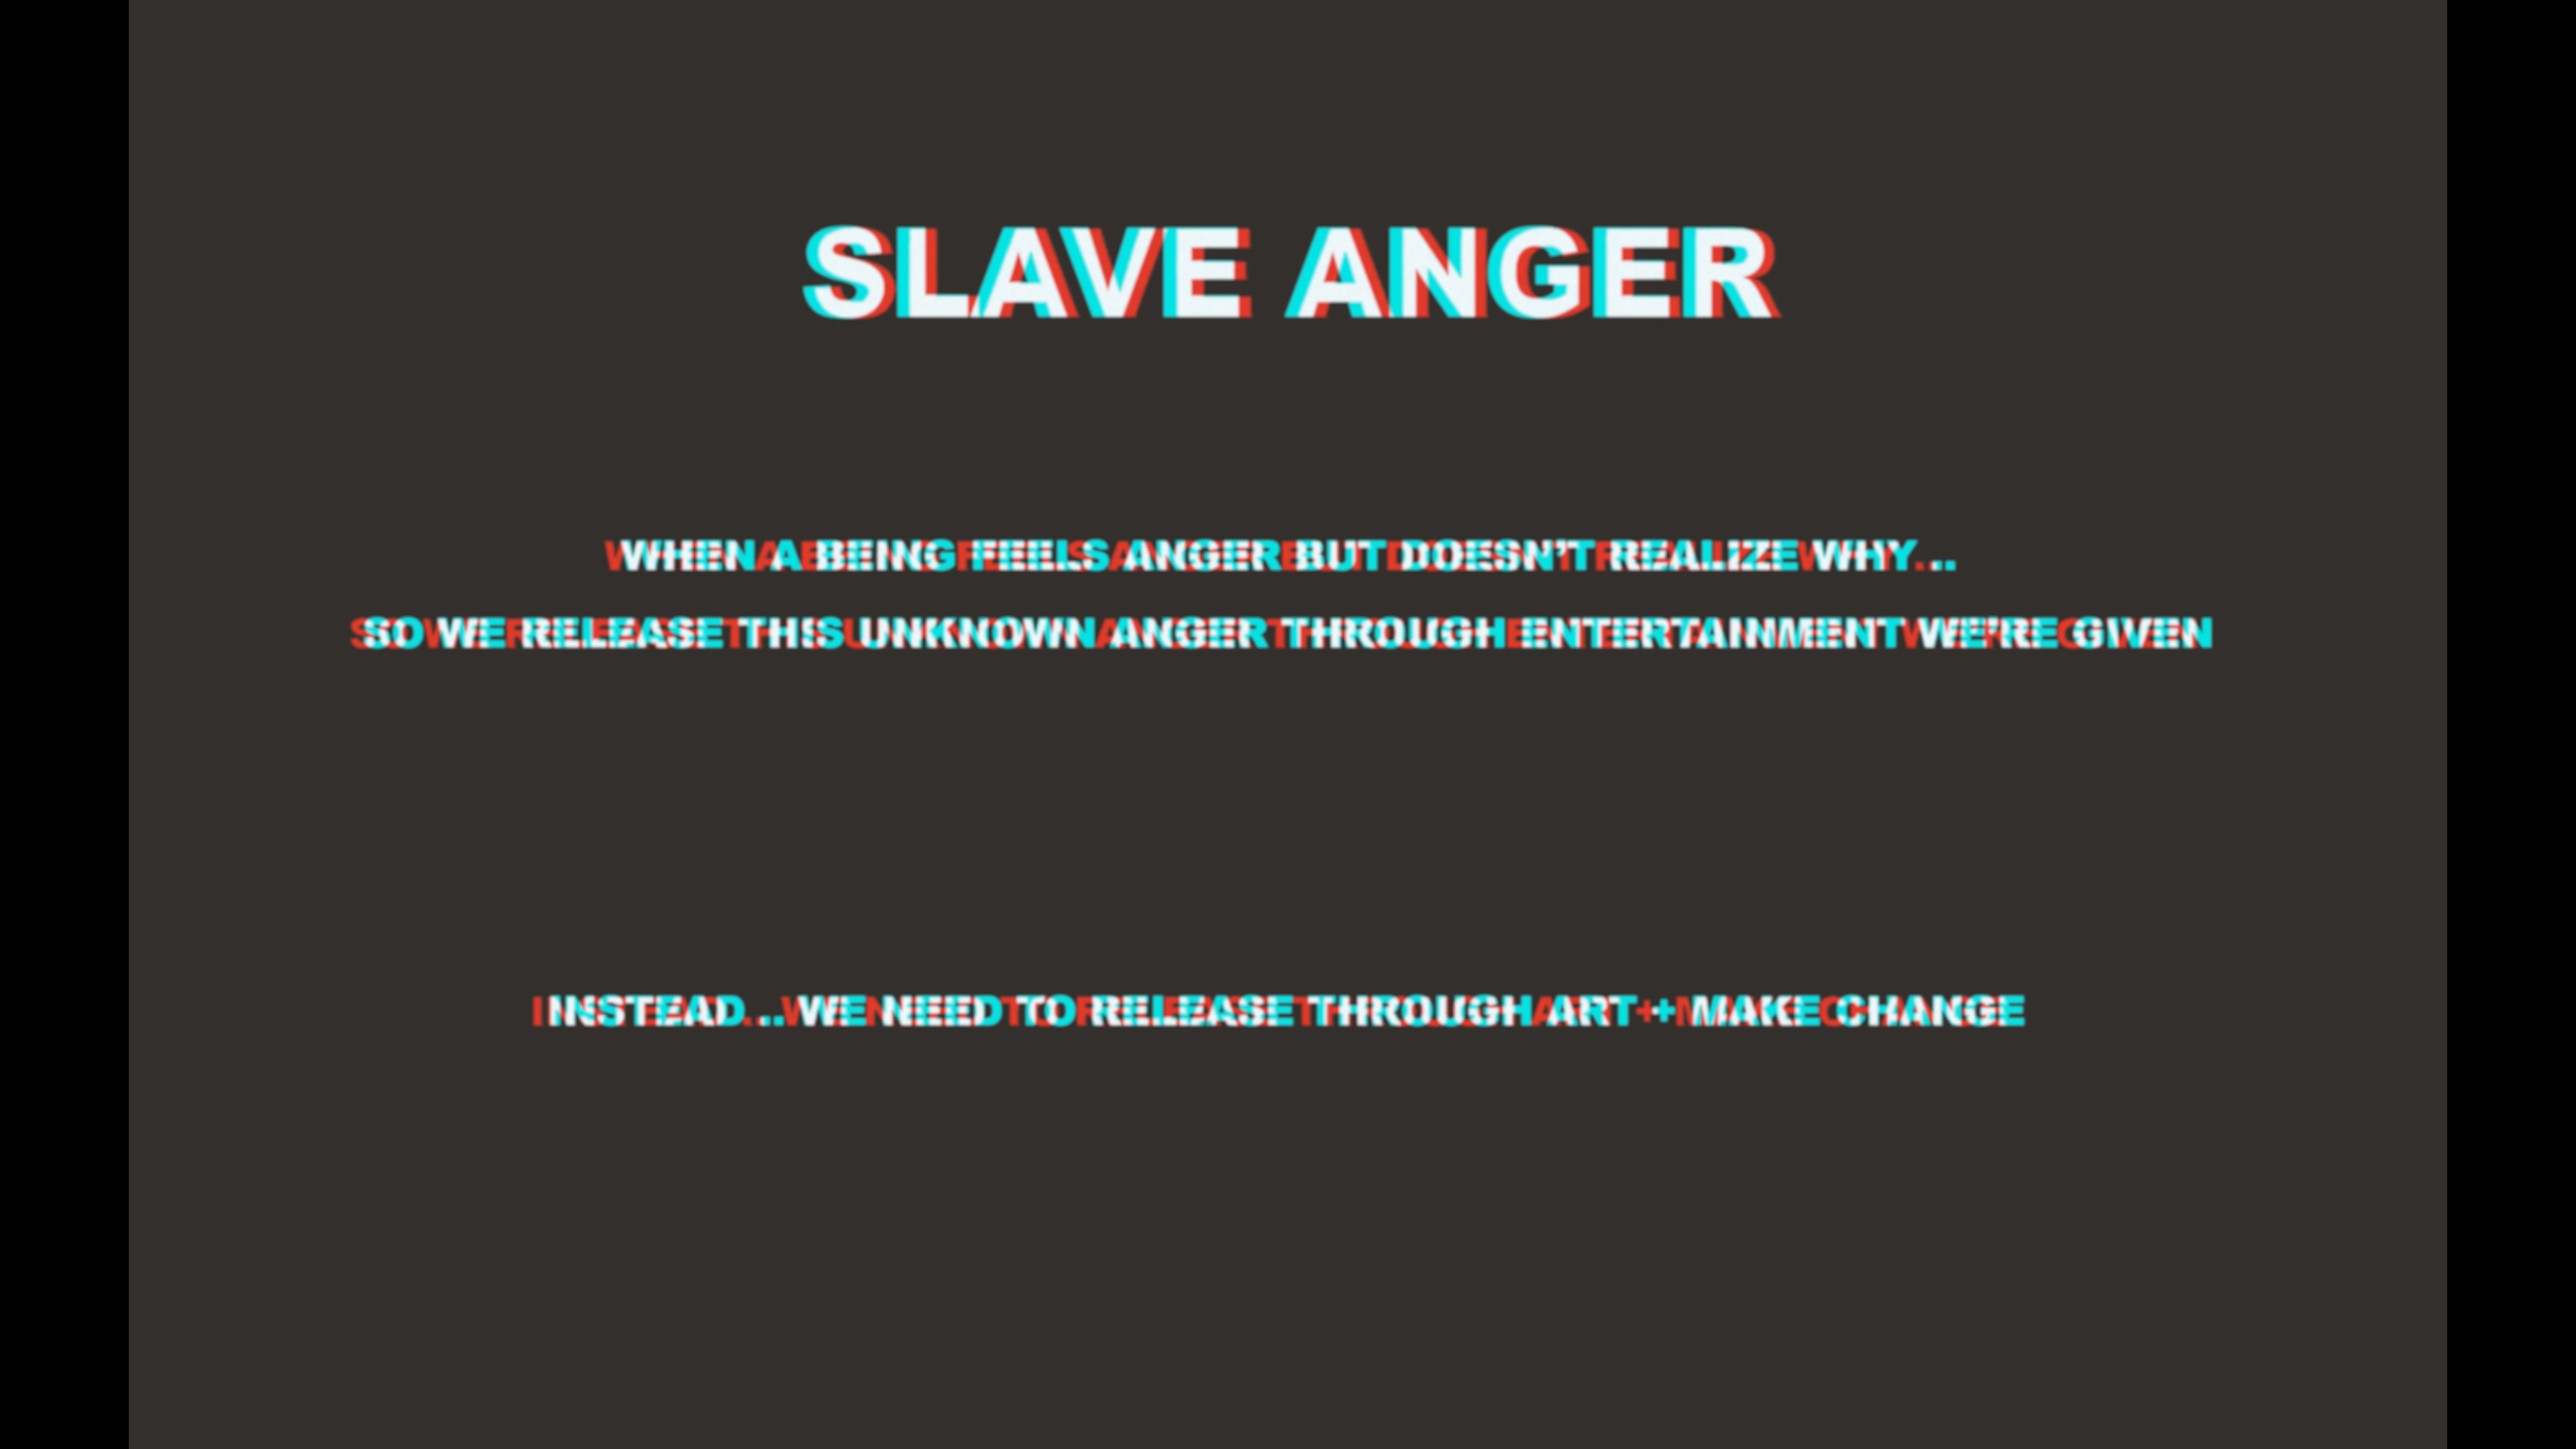 SLAVE ANGER
WHEN A BEING FEELS ANGER BUT DOESN'T REALIZE WHY...
SO WE RELEASE THIS UNKNOWN ANGER THROUGH ENTERTAINMENT WE'RE GIVEN
INSTEAD...WE NEED TO RELEASE THROUGH ART + MAKE CHANGE